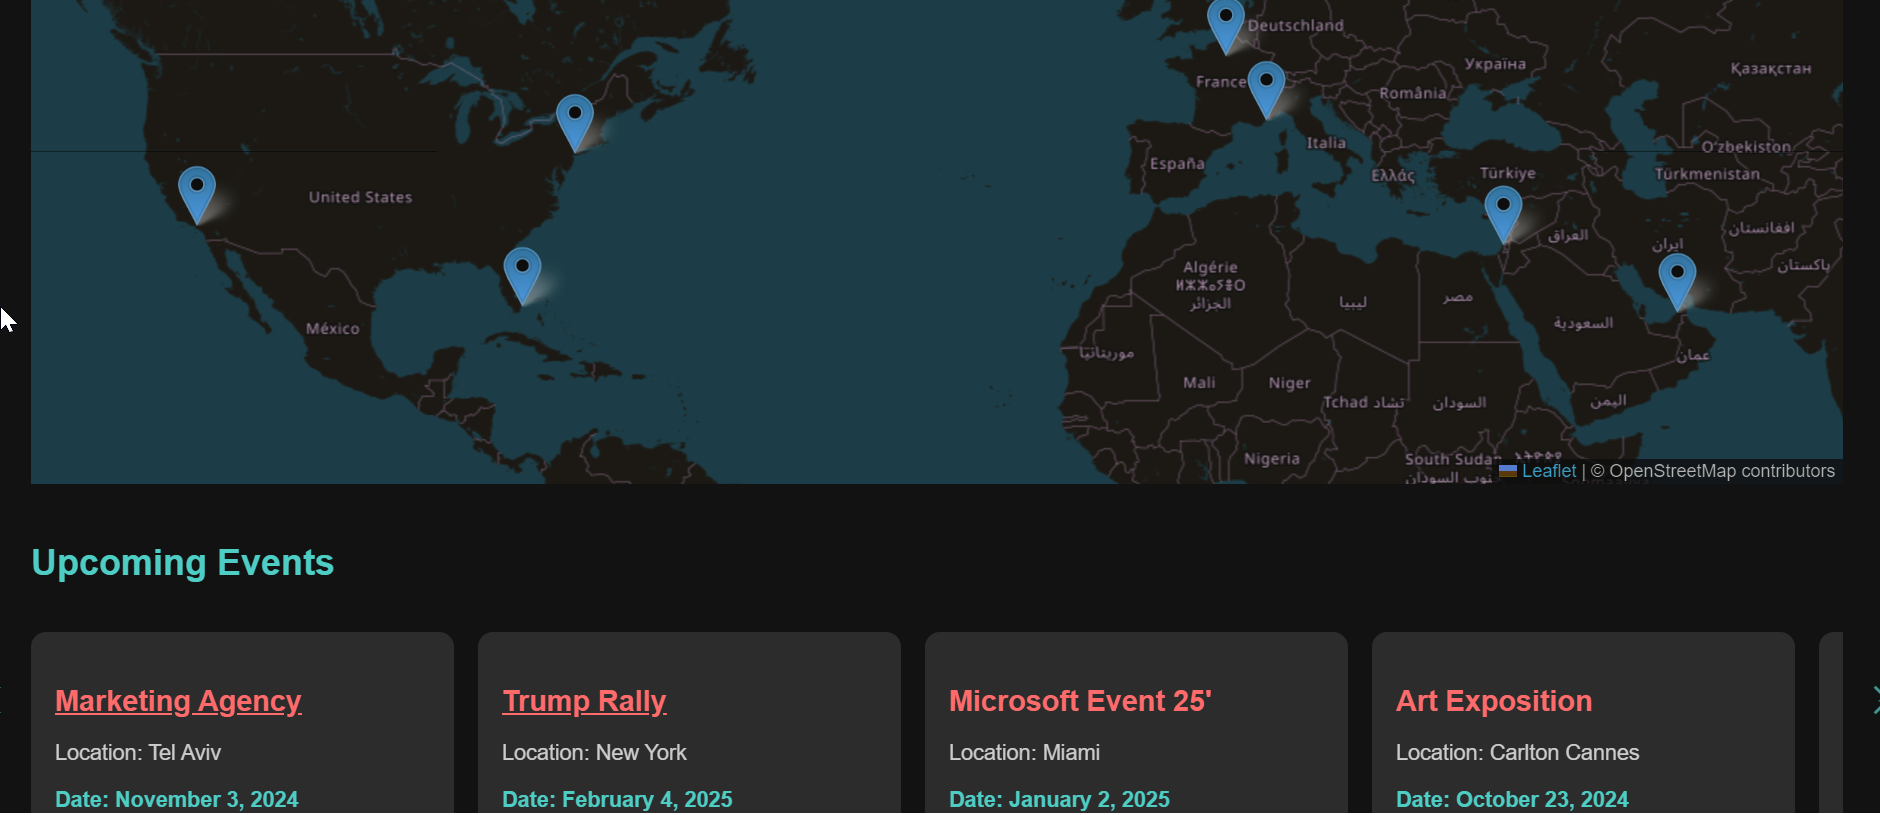 Deutschland
Україна
Қазақстан
France
România
Italia
O'zbekiston
España
Ελλάς
Türkiye
Türkmenistan
United States
افغانستان
العراق
ایران
پاکستان
Algérie
ⵍⵣⵣⴰⵢⴻⵔ
الجزائر
ليبيا
مصر
السعودية
México
موريتانيا
عمان
Mali
Niger
Tchad تشاد
السودان
اليمن
Nigeria
South Sudan
جنوب السودان
Leaflet | © OpenStreetMap contributors
Upcoming Events
Marketing Agency
Location: Tel Aviv
Date: November 3, 2024
Trump Rally
Location: New York
Date: February 4, 2025
Microsoft Event 25'
Location: Miami
Date: January 2, 2025
Art Exposition
Location: Carlton Cannes
Date: October 23, 2024